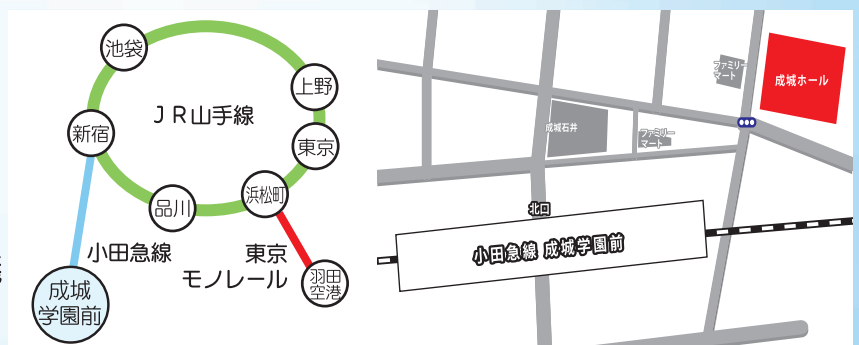 池袋
上野
JR山手線
新宿
東京
品川
浜松町
小田急線
東京
モノレール
成城
学園前
羽田
空港
ファミリー
マート
成城ホール
成城石井
ファミリー
マート
北口
小田急線 成城学園前